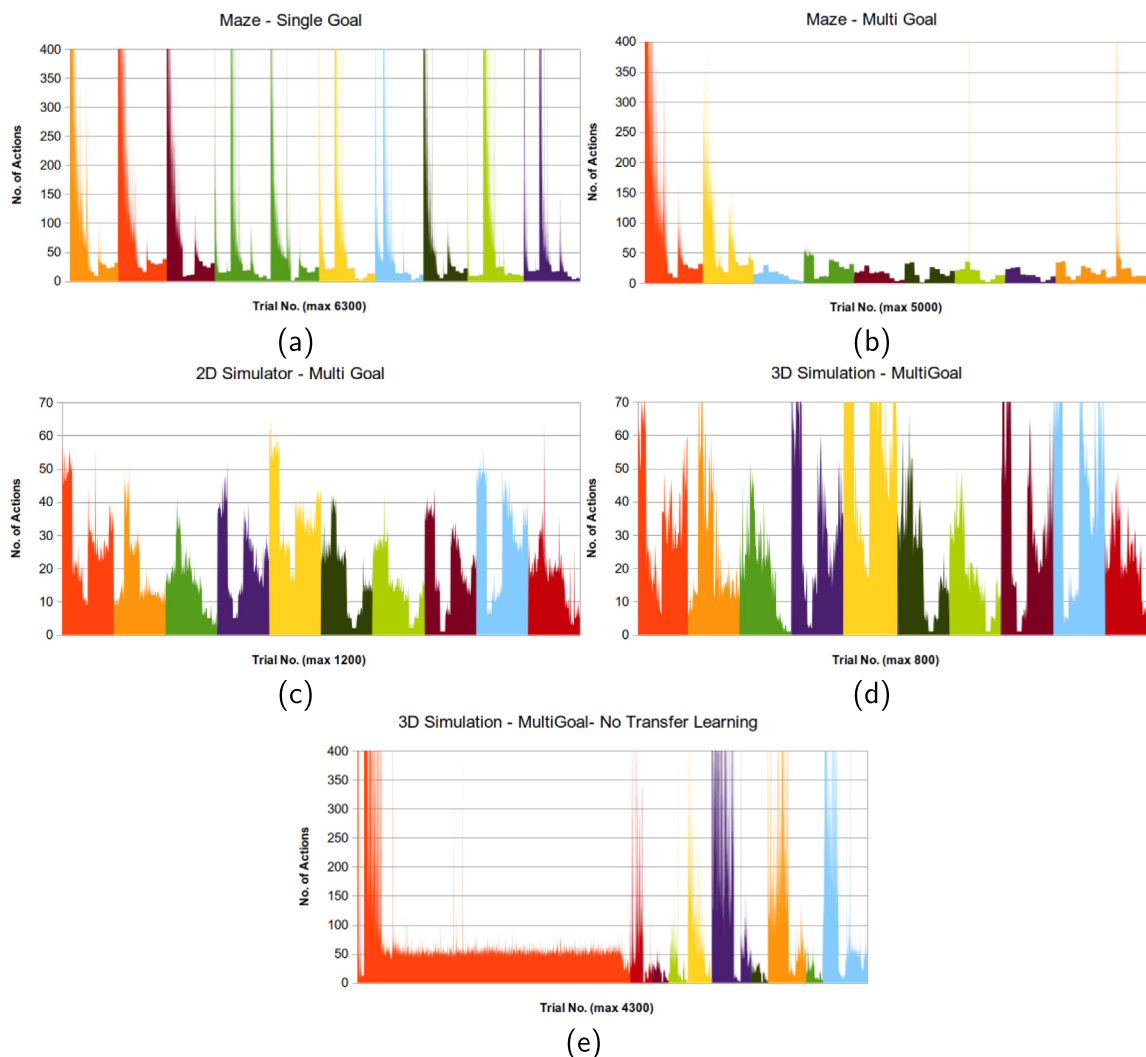 Maze - Single Goal
400
350
300
250
200
150
100
50
0
No. of Actions
Trial No. (max 6300)
(a)
Maze - Multi Goal
400
350
300
250
200
150
100
50
0
No. of Actions
Trial No. (max 5000)
(b)
2D Simulator - Multi Goal
70
60
50
40
30
20
10
0
No. of Actions
Trial No. (max 1200)
(c)
3D Simulation - MultiGoal
70
60
50
40
30
20
10
0
No. of Actions
Trial No. (max 800)
(d)
3D Simulation - MultiGoal- No Transfer Learning
400
350
300
250
200
150
100
50
0
No. of Actions
Trial No. (max 4300)
(e)